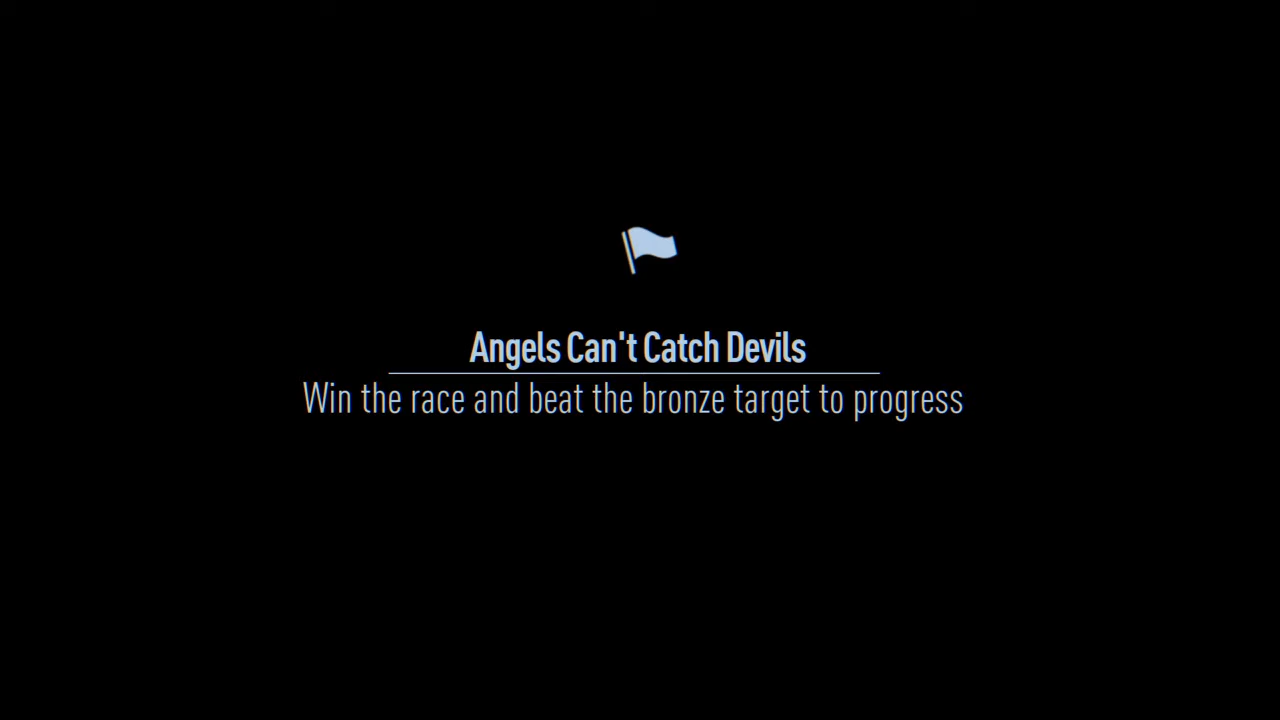 Angels Can't Catch Devils
Win the race and beat the bronze target to progress